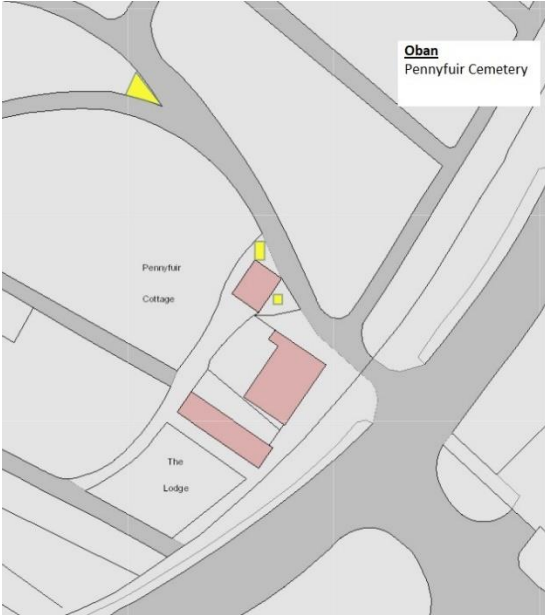 Oban
Pennyfuir Cemetery
Pennyfuir
Cottage
The
Lodge